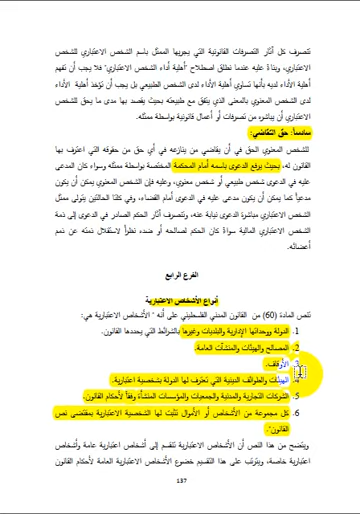 تتصرف كل آثار التصرفات القانونية التي يجريها الممثل باسم الشخص الاعتباري للشخص
الاعتباري، وبناءً عليه عندما نطلق اصطلاح "أهلية أداء الشخص الاعتباري" فلا يجب أن نفهم
أهلية الأداء لديه بأنها تساوي أهلية الأداء لدى الشخص الطبيعي بل يجب أن تؤخذ أهلية الأداء
لدى الشخص المعنوي بالمعنى الذي يتفق مع طبيعته بحيث يقصد بها مدى ما يحق للشخص
الاعتباري أن يباشره من تصرفات أو أعمال قانونية بواسطة ممثله.
سادساً: حق التقاضي:
للشخص المعنوي الحق في أن يقاضي من ينازعه في أي حق من حقوقه التي اعترف بها
القانون له، بحيث يرفع الدعوى باسمه أمام المحكمة المختصة بواسطة ممثله وسواء كان المدعى
عليه في الدعوى شخص طبيعي أو شخص معنوي، وعليه فإن الشخص المعنوي يمكن أن يكون
مدعياً كما يمكن أن يكون مدعى عليه في الدعوى أمام القضاء، وفي كلتا الحالتين يتولى ممثل
الشخص الاعتباري مباشرة الدعوى نيابة عنه، وتتصرف آثار الحكم الصادر في الدعوى إلى ذمة
الشخص الاعتباري المالية سواءً كان الحكم لصالحه أو ضده نظراً لاستقلال ذمته عن ذمم
أعضائه.
الفرع الرابع
أنواع الأشخاص الاعتبارية
تنص المادة (60) من القانون المدني الفلسطيني على أنه "الأشخاص الاعتبارية هي:
1. الدولة ووحداتها الإدارية والبلديات وغيرها بالشرائط التي يحددها القانون.
2. المصالح والهيئات والمنشآت العامة.
3. الأوقاف.
4. الهيئات والطوائف الدينية التي تعترف لها الدولة بشخصية اعتبارية.
5. الشركات التجارية والمدنية والجمعيات والمؤسسات المنشأة وفقاً لأحكام القانون.
6. كل مجموعة من الأشخاص أو الأموال تثبت لها الشخصية الاعتبارية بمقتضى نص
القانون".
ويتضح من هذا النص أن الأشخاص الاعتبارية تنقسم إلى أشخاص اعتبارية عامة وأشخاص
اعتبارية خاصة، ويترتب على هذا التقسيم خضوع الأشخاص الاعتبارية العامة لأحكام القانون
137